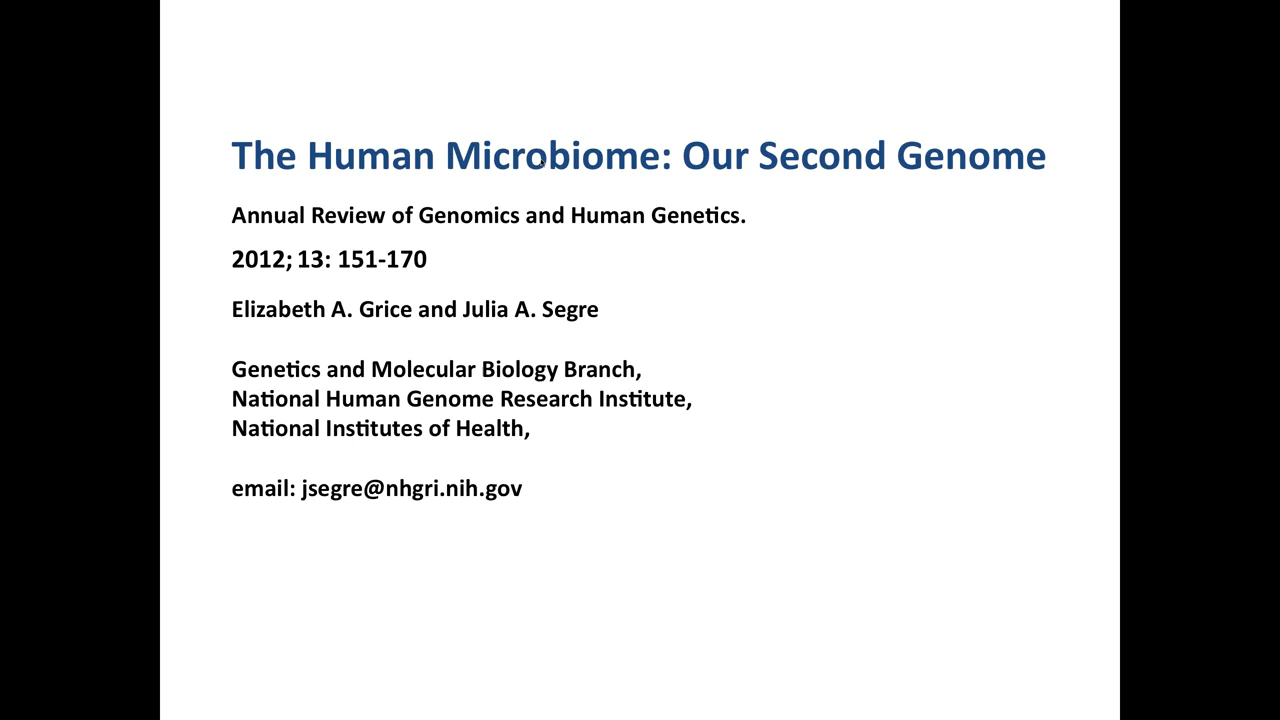 The Human Microbiome: Our Second Genome
Annual Review of Genomics and Human Genetics.
2012; 13: 151-170
Elizabeth A. Grice and Julia A. Segre
Genetics and Molecular Biology Branch,
National Human Genome Research Institute,
National Institutes of Health,
email: jsegre@nhgri.nih.gov